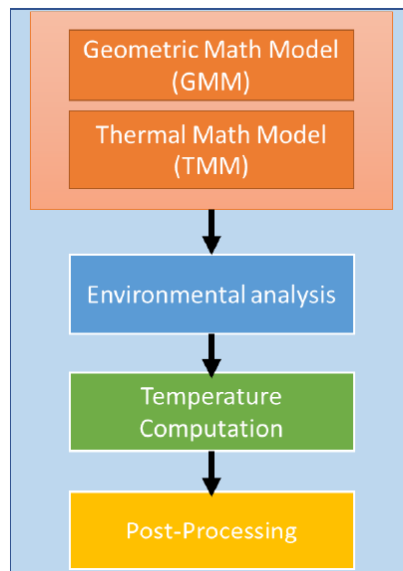 Geometric Math Model
(GMM)
Thermal Math Model
(TMM)
Environmental analysis
Temperature
Computation
Post-Processing